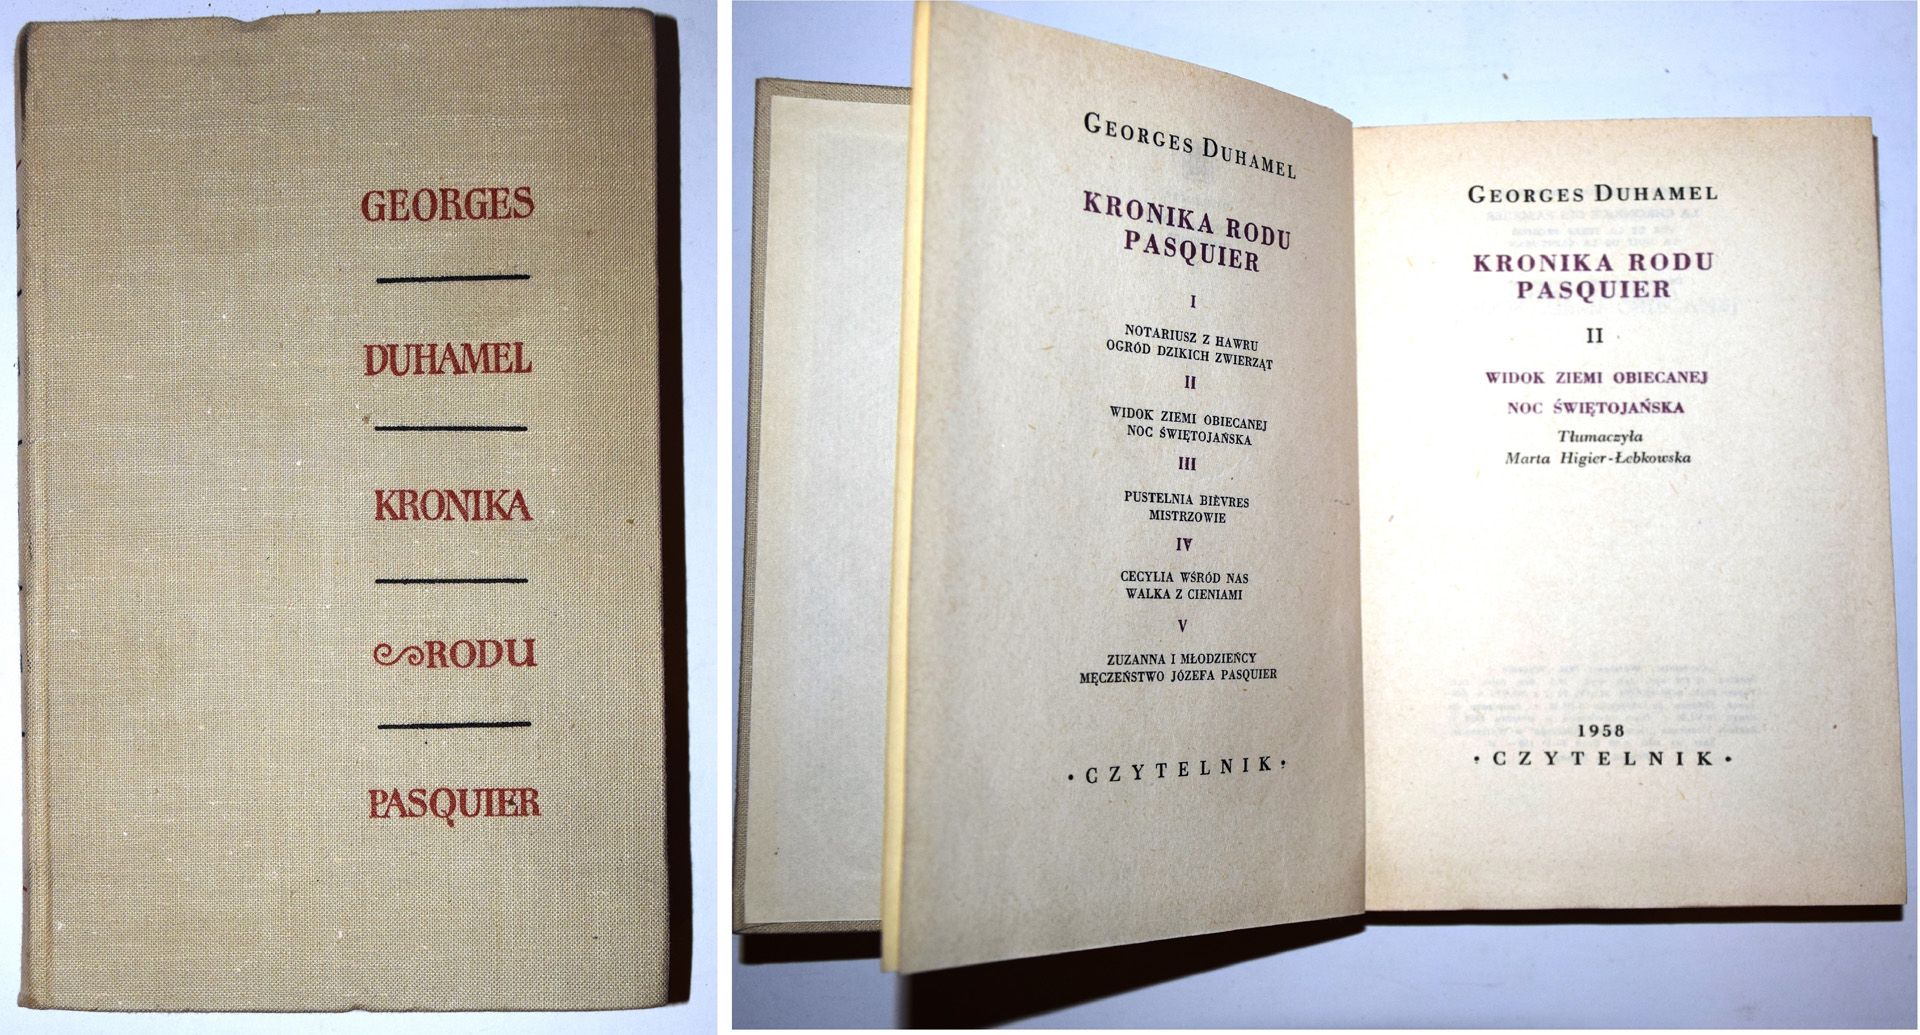 GEORGES
DUHAMEL
KRONIKA
RODU
PASQUIER
GEORGES DUHAMEL
KRONIKA RODU
PASQUIER
I
NOTARIUSZ Z HAWRU
OGRÓD DZIKICH ZWIERZĄT
II
WIDOK ZIEMI OBIECANEJ
NOC ŚWIĘTOJAŃSKA
III
PUSTELNIA BIÈVRES
MISTRZOWIE
IV
CECYLIA WŚRÓD NAS
WALKA Z CIENIAMI
V
ZUZANNA I MŁODZIEŃCY
MĘCZEŃSTWO JÓZEFA PASQUIER
• CZYTELNIK •
GEORGES DUHAMEL
KRONIKA RODU
PASQUIER
II
WIDOK ZIEMI OBIECANEJ
NOC ŚWIĘTOJAŃSKA
Tłumaczyła
Marta Higier-Łebkowska
1958
• CZYTELNIK •